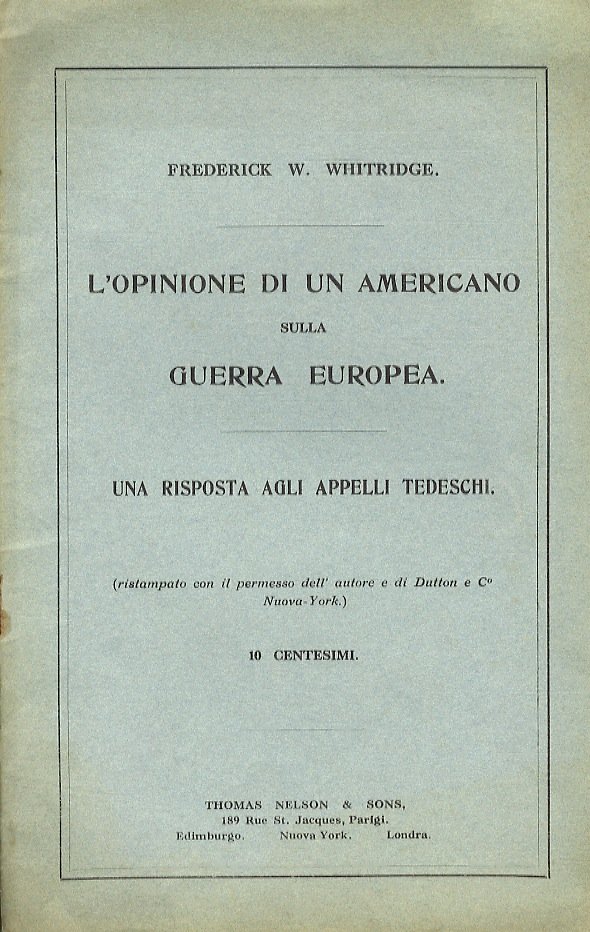 FREDERICK W. WHITRIDGE.
L'OPINIONE DI UN AMERICANO
SULLA
GUERRA EUROPEA.
UNA RISPOSTA AGLI APPELLI TEDESCHI.
(ristampato con il permesso dell' autore e di Dutton e Cº
Nuova-York.)
10 CENTESIMI.
THOMAS NELSON & SONS,
189 Rue St. Jacques, Parigi.
Edimburgo. Nuova York. Londra.